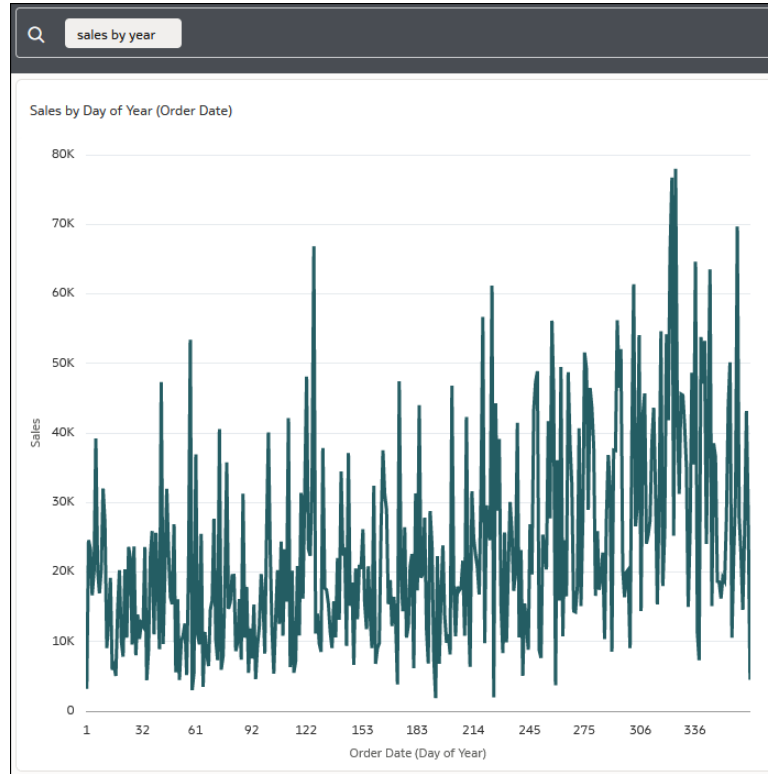 sales by year
Sales by Day of Year (Order Date)
80K
70K
60K
50K
40K
30K
20K
10K
0
Sales
1 32 61 92 122 153 183 214 245 275 306 336
Order Date (Day of Year)